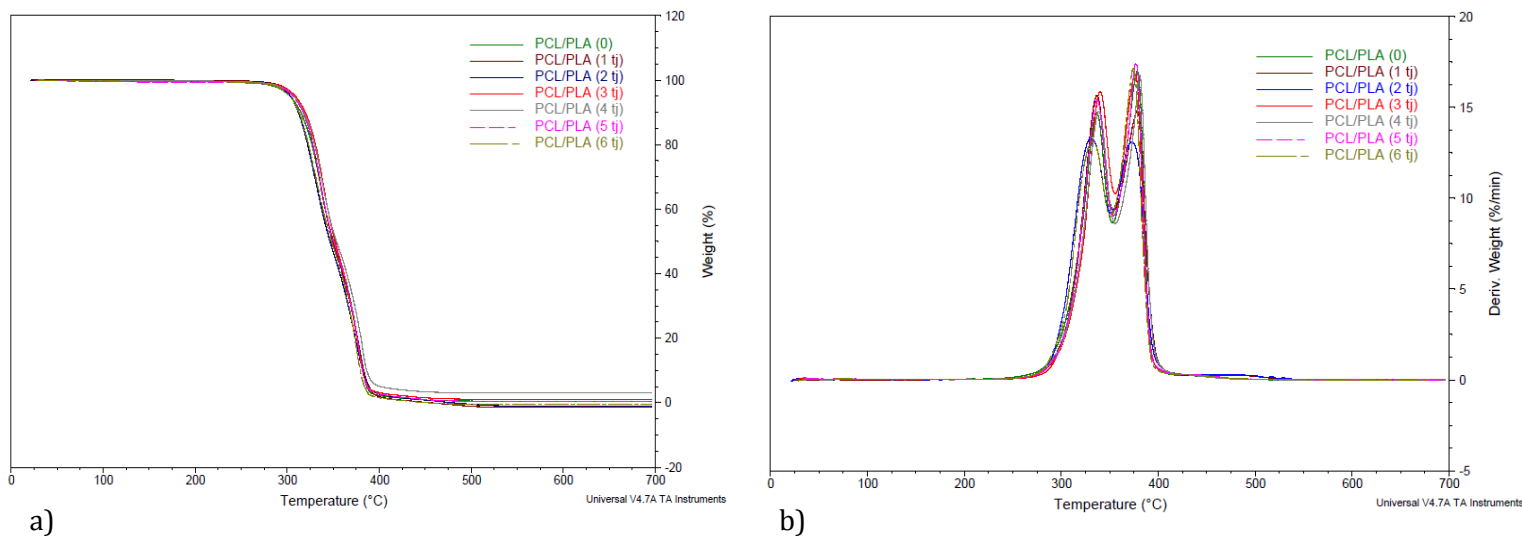 120
100
80
60
40
20
0
-20
Weight (%)
PCL/PLA (0)
PCL/PLA (1 tj)
PCL/PLA (2 tj)
PCL/PLA (3 tj)
PCL/PLA (4 tj)
PCL/PLA (5 tj)
PCL/PLA (6 tj)
0 100 200 300 400 500 600 700
Temperature (°C)
Universal V4.7A TA Instruments
a)
20
15
10
5
0
-5
Deriv. Weight (%/min)
PCL/PLA (0)
PCL/PLA (1 tj)
PCL/PLA (2 tj)
PCL/PLA (3 tj)
PCL/PLA (4 tj)
PCL/PLA (5 tj)
PCL/PLA (6 tj)
0 100 200 300 400 500 600 700
Temperature (°C)
Universal V4.7A TA Instruments
b)